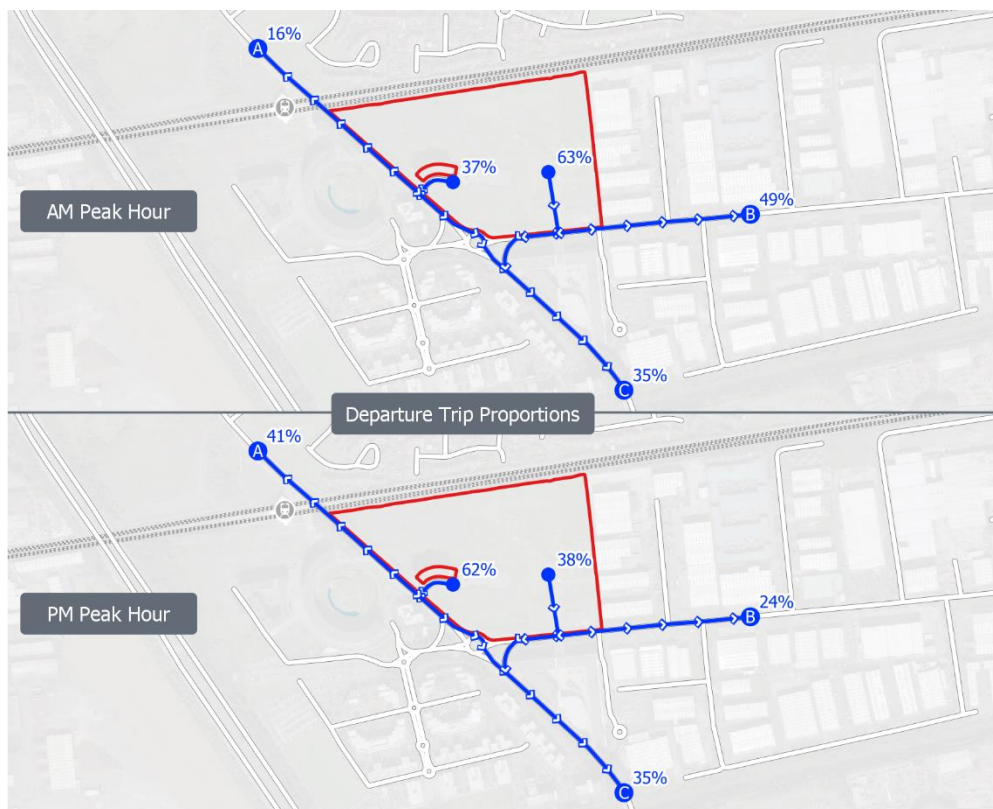 A 16%
37%
63%
AM Peak Hour
49%
B
35%
C
Departure Trip Proportions
41%
A
62%
38%
PM Peak Hour
24%
B
35%
C